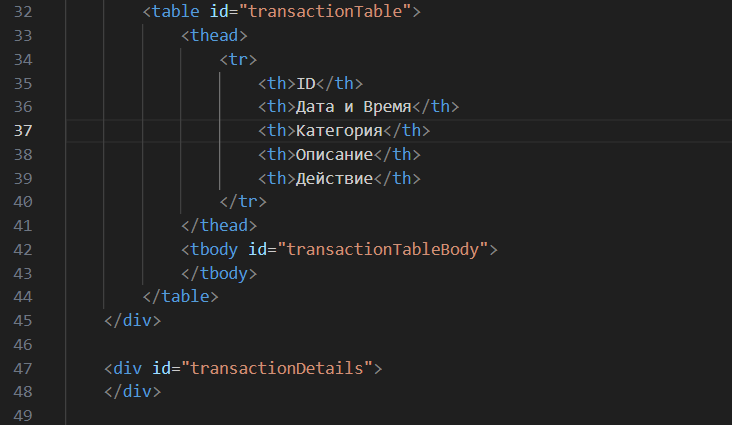 32 <table id="transactionTable">
33 <thead>
34 <tr>
35 <th>ID</th>
36 <th>Дата и Время</th>
37 <th>Категория</th>
38 <th>Описание</th>
39 <th>Действие</th>
40 </tr>
41 </thead>
42 <tbody id="transactionTableBody">
43 </tbody>
44 </table>
45 </div>
46
47 <div id="transactionDetails">
48 </div>
49